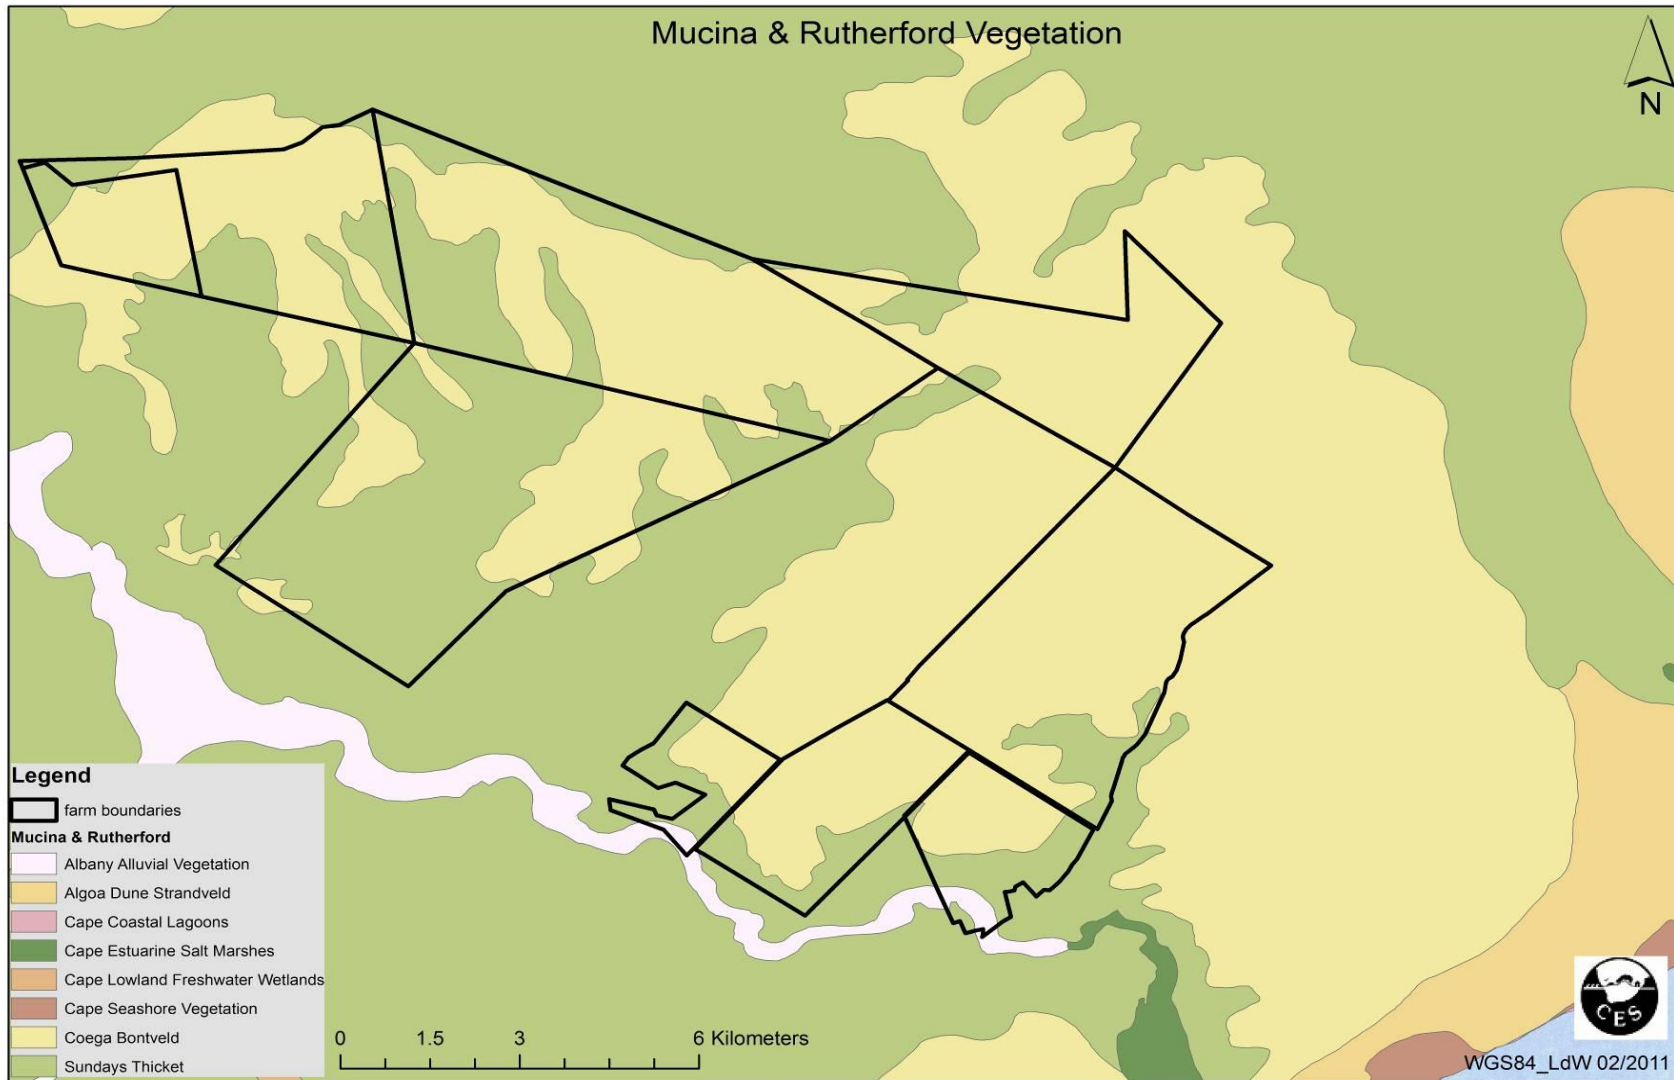 Mucina & Rutherford Vegetation
N
Legend
farm boundaries
Mucina & Rutherford
Albany Alluvial Vegetation
Algoa Dune Strandveld
Cape Coastal Lagoons
Cape Estuarine Salt Marshes
Cape Lowland Freshwater Wetlands
Cape Seashore Vegetation
Coega Bontveld
Sundays Thicket
0 1.5 3 6 Kilometers
CES
WGS84_LdW 02/2011